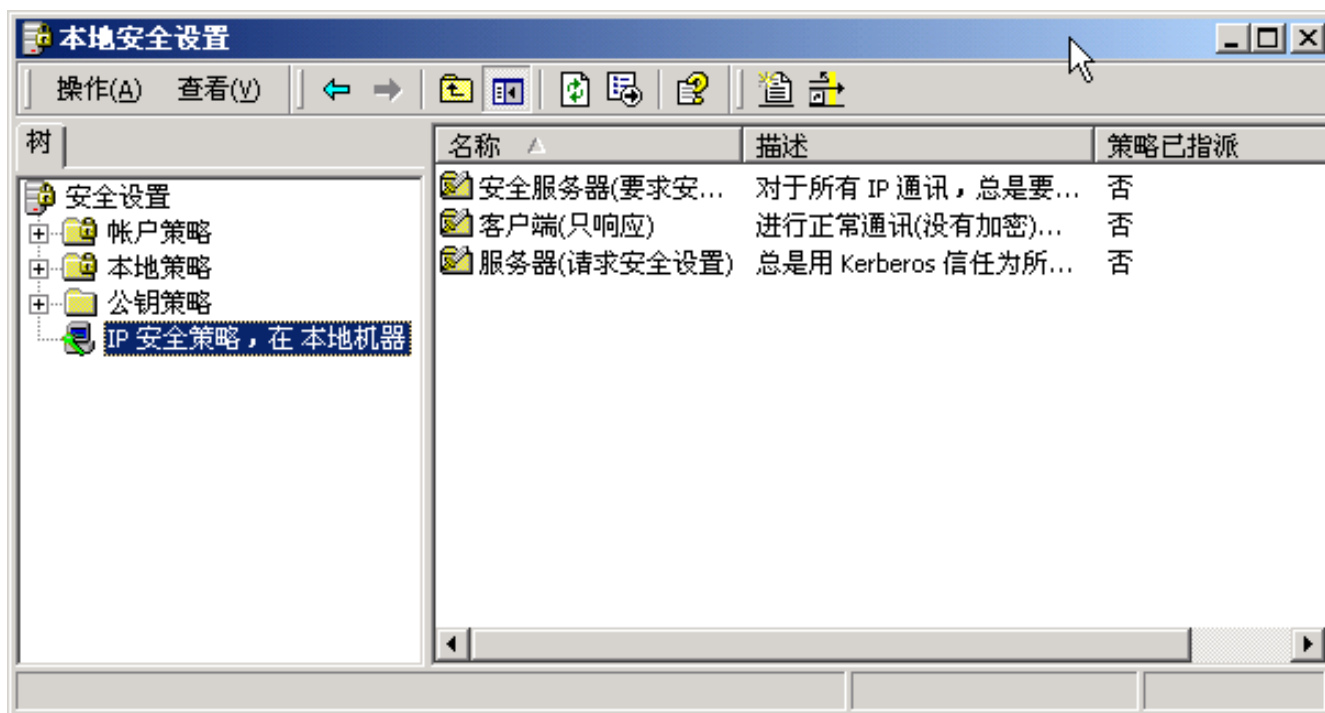 本地安全设置
操作(A) 查看(V)
树
名称 描述 策略已指派
安全设置
帐户策略
本地策略
公钥策略
IP 安全策略，在 本地机器
安全服务器(要求安... 对于所有 IP 通讯，总是要... 否
客户端(只响应) 进行正常通讯(没有加密)... 否
服务器(请求安全设置) 总是用 Kerberos 信任为所... 否